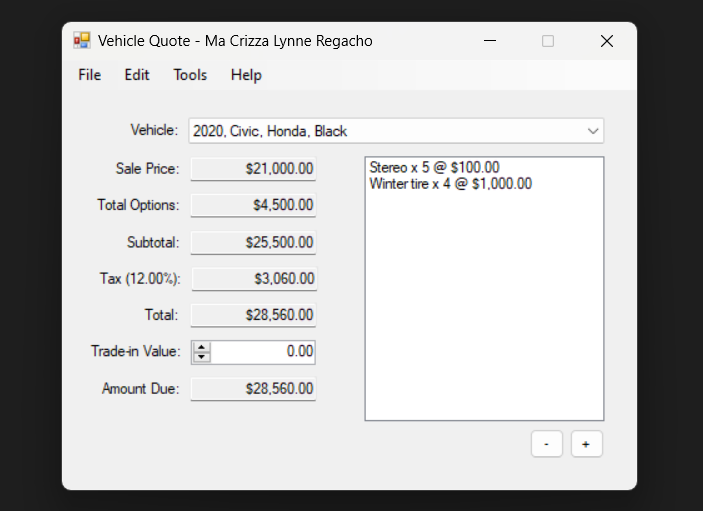 Vehicle Quote - Ma Crizza Lynne Regacho
File Edit Tools Help
Vehicle: 2020, Civic, Honda, Black
Sale Price: $21,000.00
Total Options: $4,500.00
Subtotal: $25,500.00
Tax (12.00%): $3,060.00
Total: $28,560.00
Trade-in Value: 0.00
Amount Due: $28,560.00
Stereo x 5 @ $100.00
Winter tire x 4 @ $1,000.00
- +